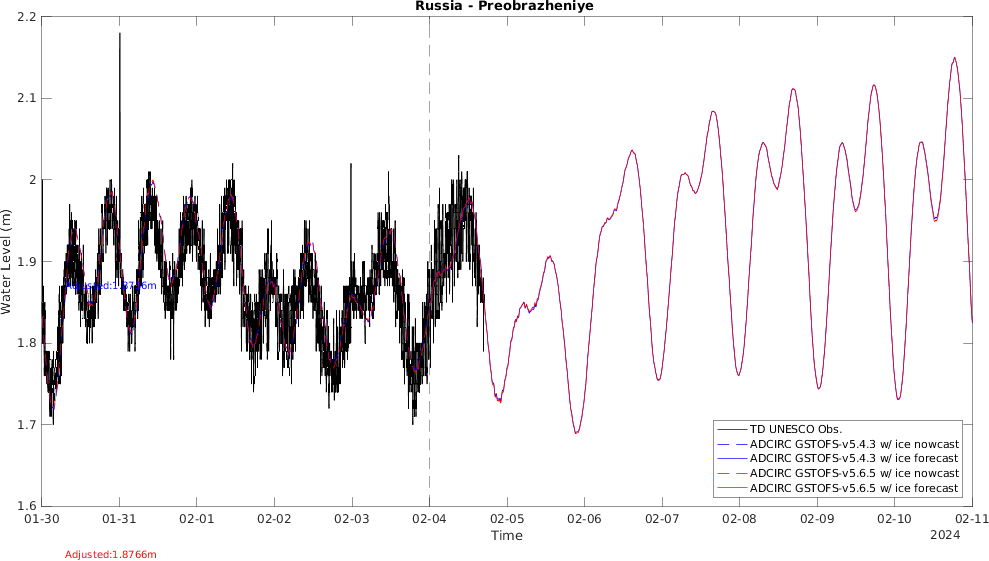 Russia - Preobrazheniye
2.2
2.1
2
1.9
1.8
1.7
1.6
Water Level (m)
TD UNESCO Obs.
ADCIRC GSTOFS-v5.4.3 w/ ice nowcast
ADCIRC GSTOFS-v5.4.3 w/ ice forecast
ADCIRC GSTOFS-v5.6.5 w/ ice nowcast
ADCIRC GSTOFS-v5.6.5 w/ ice forecast
01-30 01-31 02-01 02-02 02-03 02-04 02-05 02-06 02-07 02-08 02-09 02-10 02-11
Time
2024
Adjusted:1.8766m